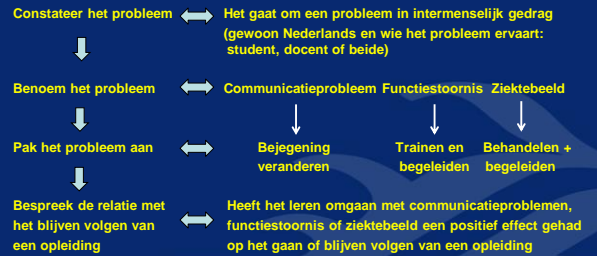 Constateer het probleem
Het gaat om een probleem in intermenselijk gedrag
(gewoon Nederlands en wie het probleem ervaart:
student, docent of beide)
Benoem het probleem
Communicatieprobleem Functiestoornis Ziektebeeld
Pak het probleem aan
Bejegening
veranderen
Trainen en
begeleiden
Behandelen +
begeleiden
Bespreek de relatie met
het blijven volgen van
een opleiding
Heeft het leren omgaan met communicatieproblemen,
functiestoornis of ziektebeeld een positief effect gehad
op het gaan of blijven volgen van een opleiding